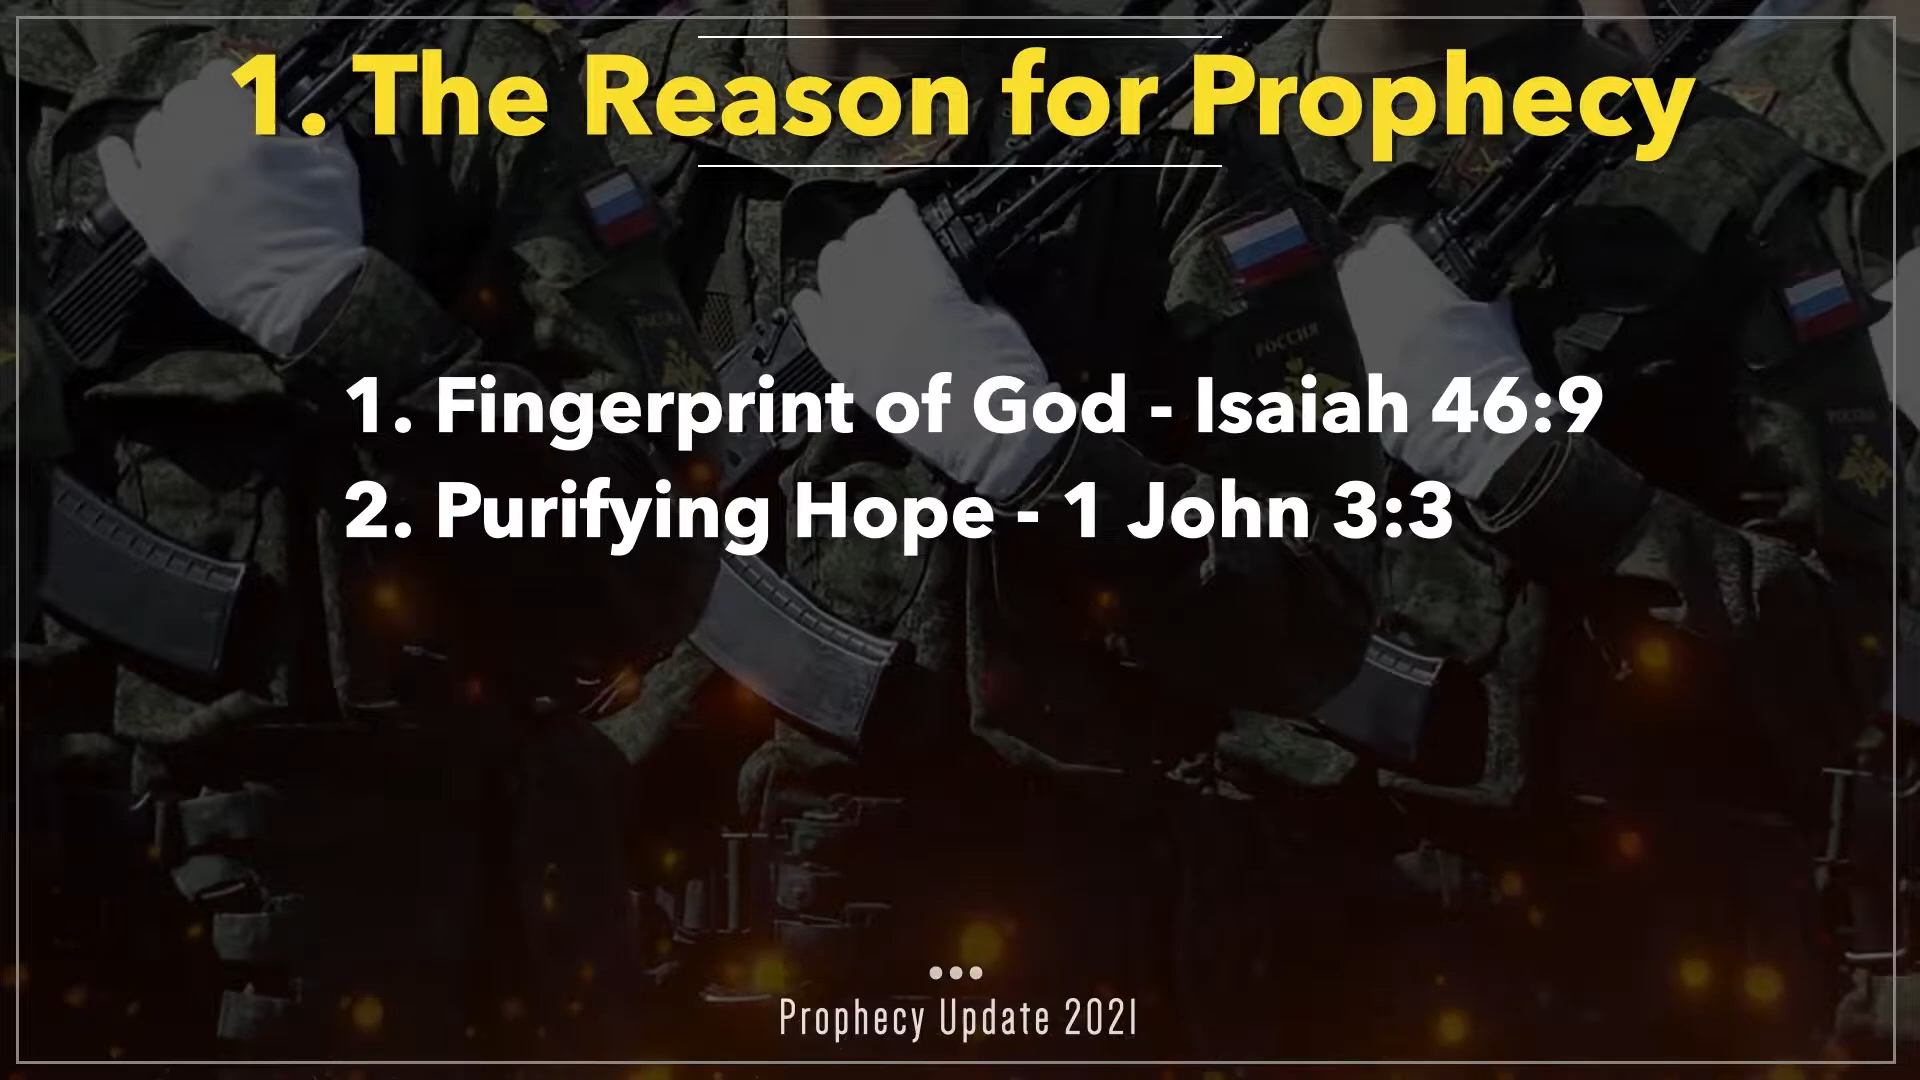 1. The Reason for Prophecy
РОССИЯ
1. Fingerprint of God - Isaiah 46:9
2. Purifying Hope - 1 John 3:3
Prophecy Update 2021